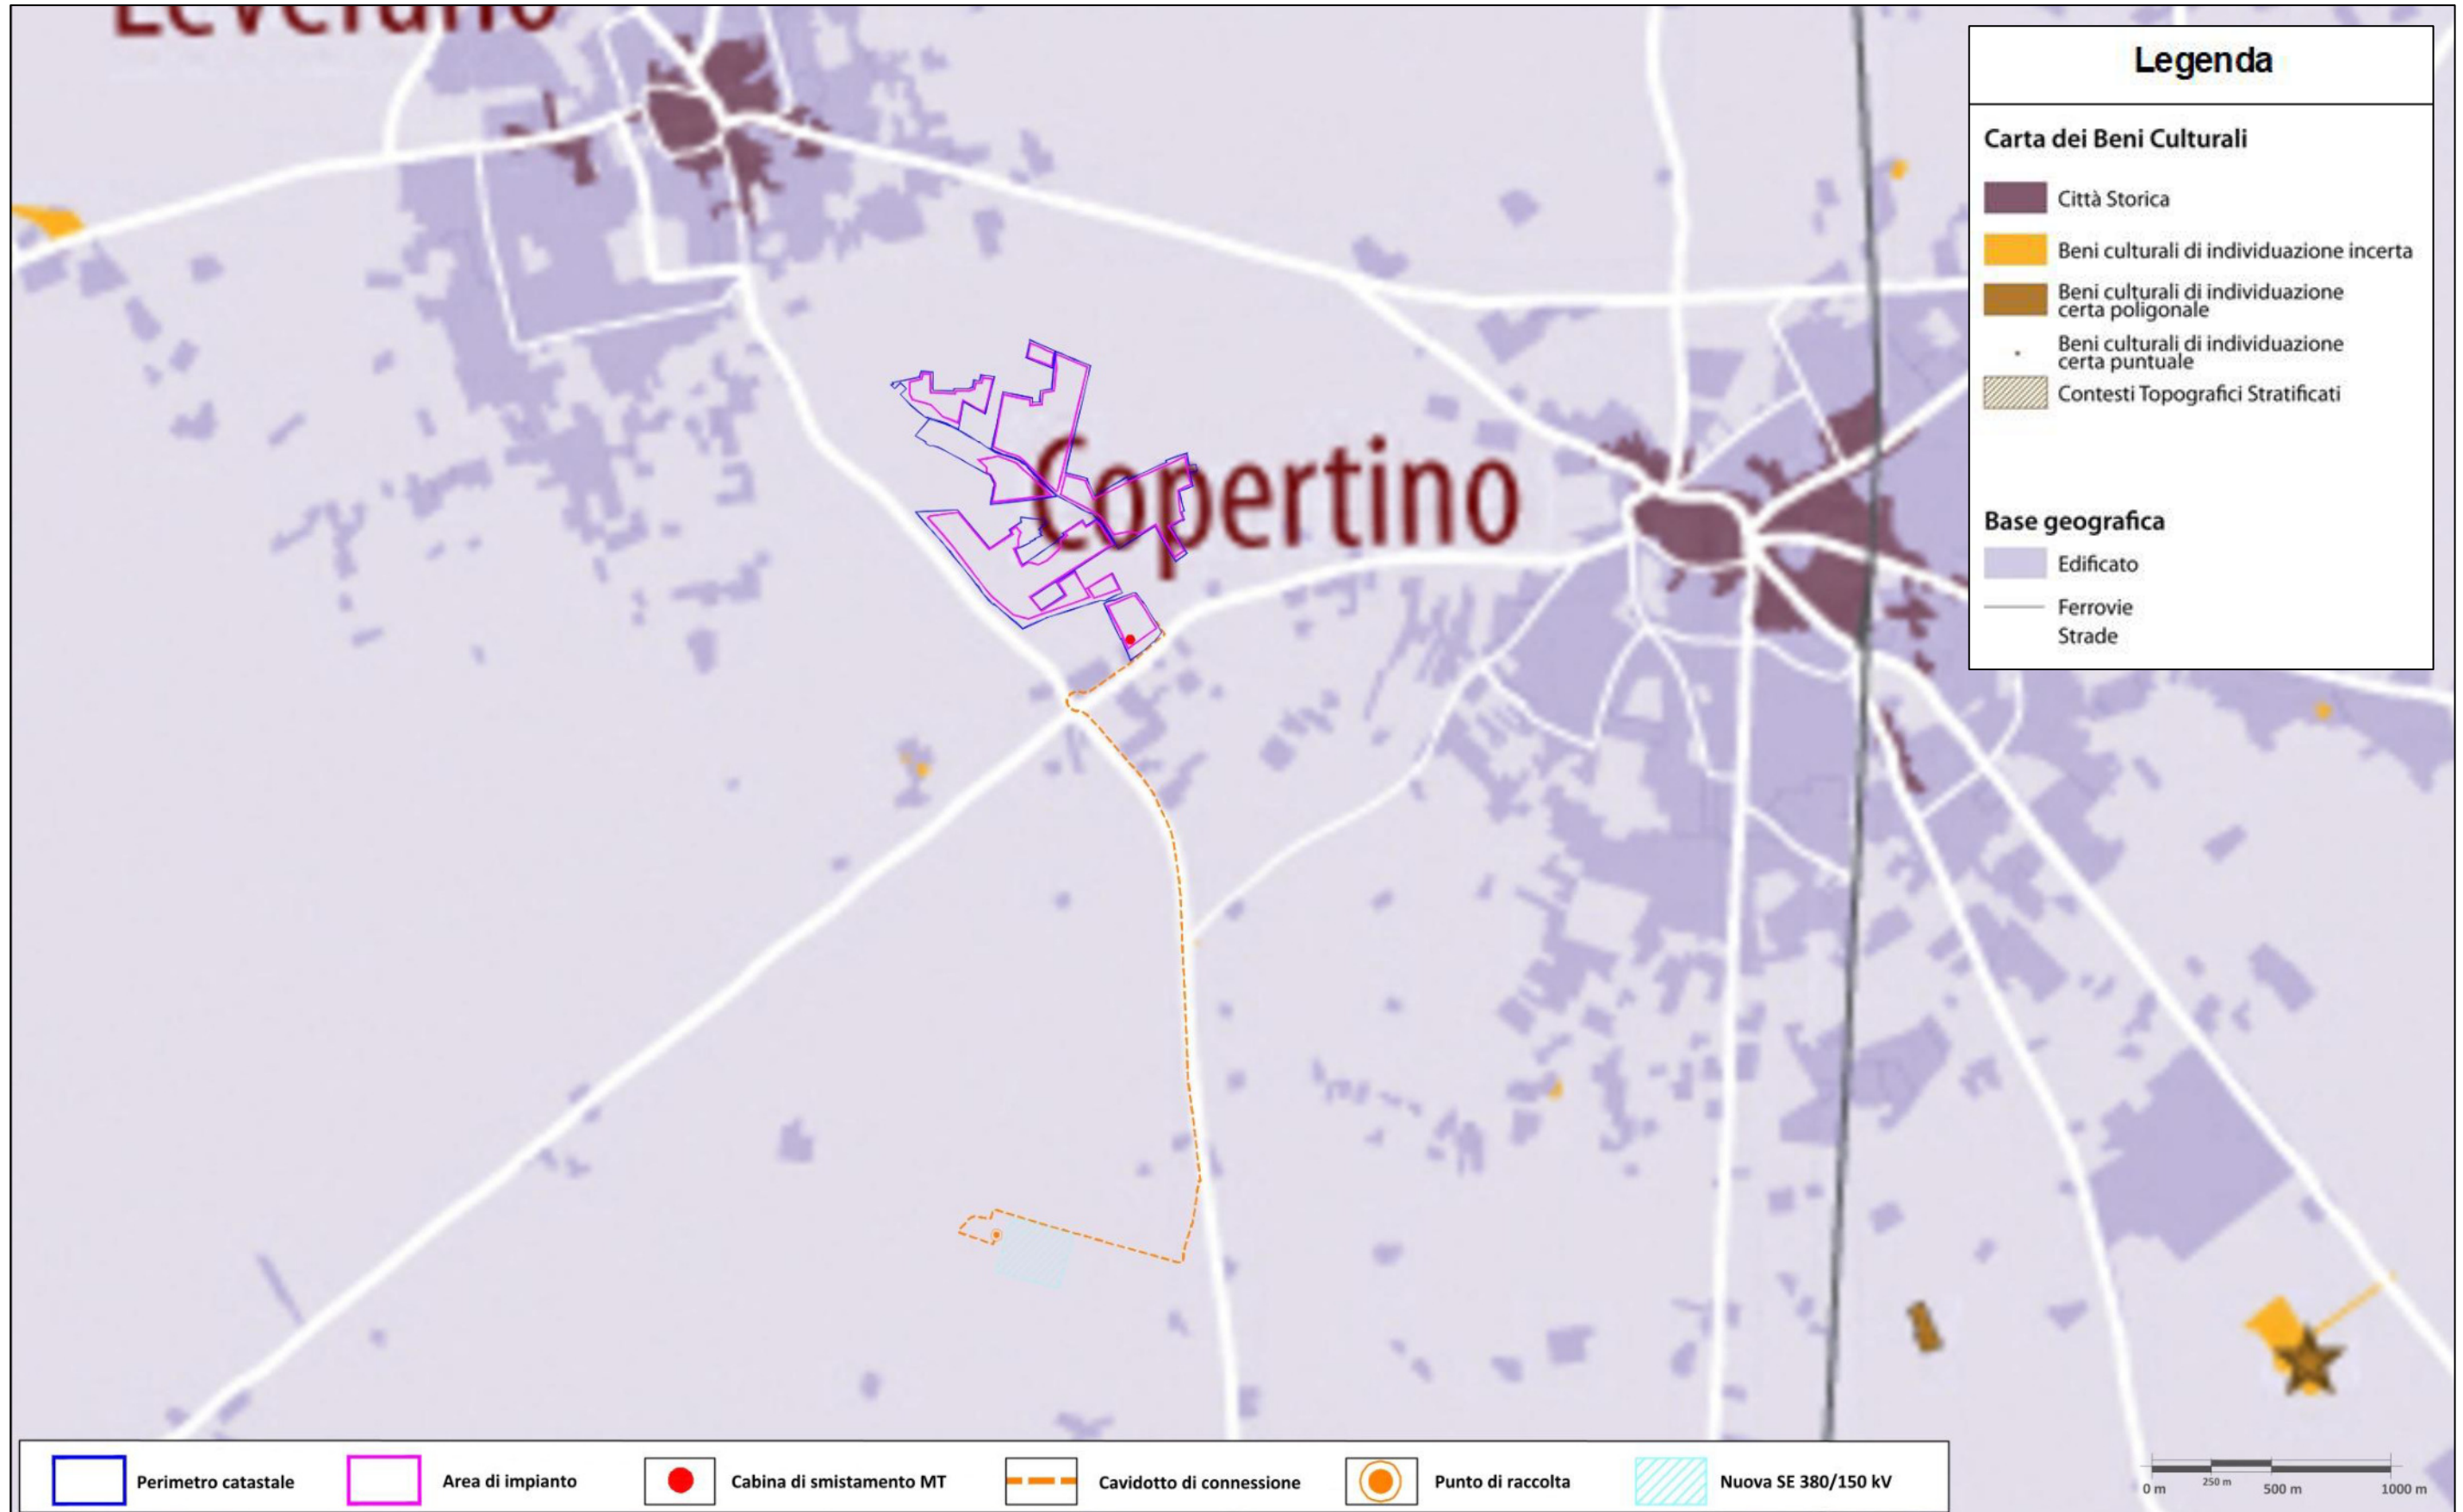 Leverano
Legenda
Carta dei Beni Culturali
Città Storica
Beni culturali di individuazione incerta
Beni culturali di individuazione
certa poligonale
Beni culturali di individuazione
certa puntuale
Contesti Topografici Stratificati
Copertino
Base geografica
Edificato
Ferrovie
Strade
Perimetro catastale
Area di impianto
Cabina di smistamento MT
Cavidotto di connessione
Punto di raccolta
Nuova SE 380/150 kV
0 m
250 m
500 m
1000 m